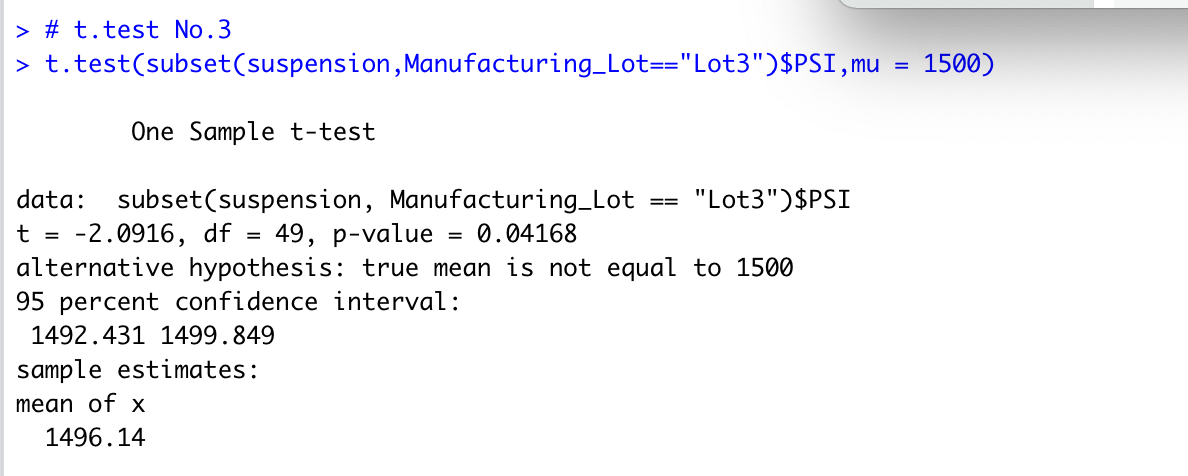 > # t.test No.3
> t.test(subset(suspension,Manufacturing_Lot=="Lot3")$PSI,mu = 1500)
One Sample t-test
data:  subset(suspension, Manufacturing_Lot == "Lot3")$PSI
t = -2.0916, df = 49, p-value = 0.04168
alternative hypothesis: true mean is not equal to 1500
95 percent confidence interval:
 1492.431 1499.849
sample estimates:
mean of x
  1496.14